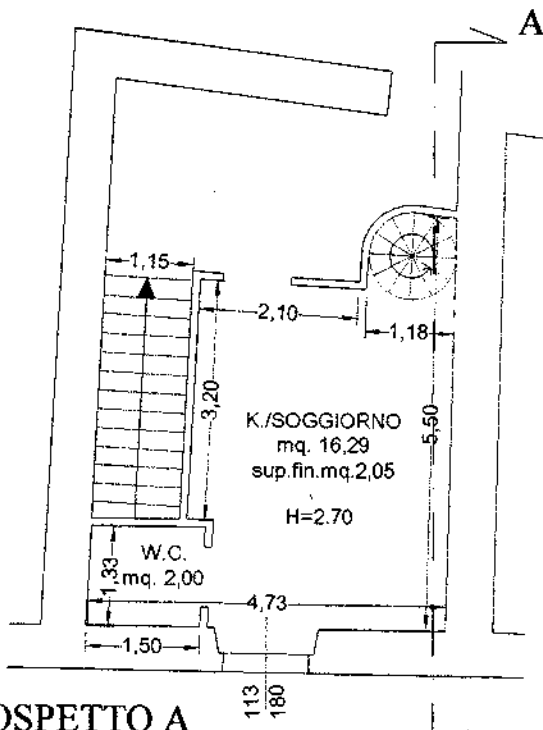 A
1,15
2,10
1,18
3,20
5,50
K./SOGGIORNO
mq. 16,29
sup.fin.mq.2,05
H=2.70
W.C.
mq. 2,00
1,33
4,73
1,50
113
180
OSPETTO A